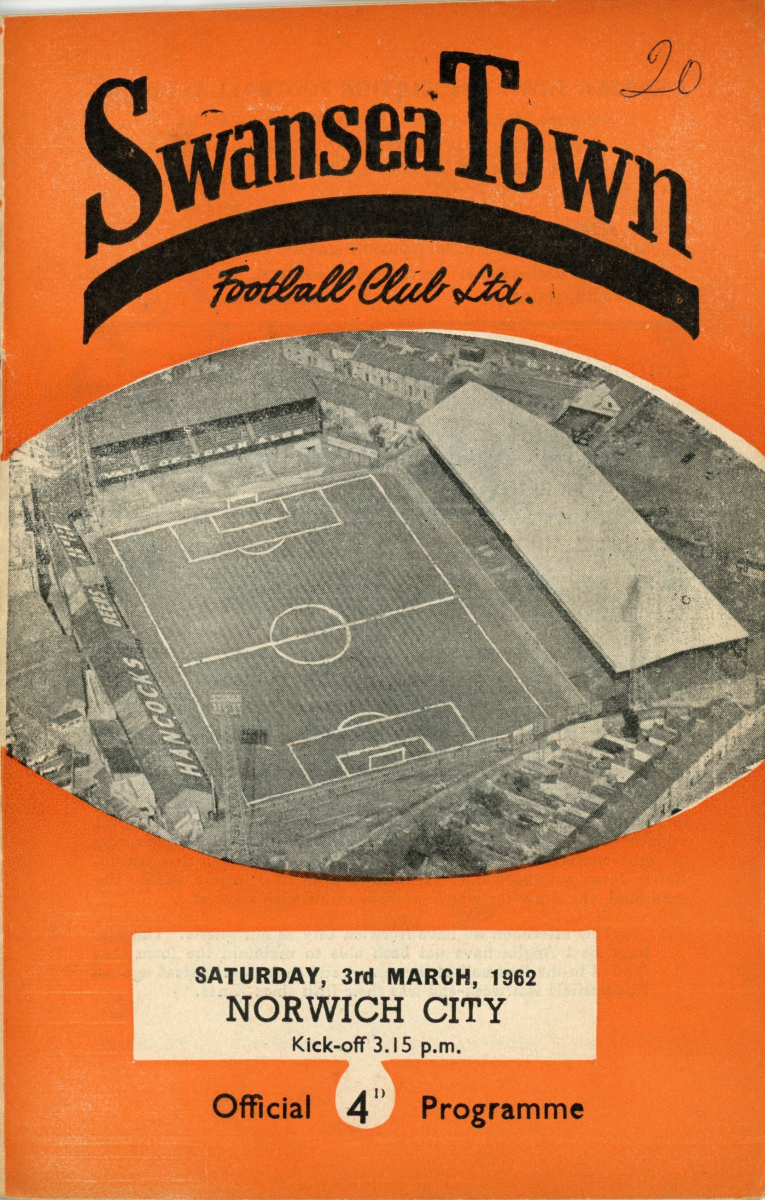 20
Swansea Town
Football Club Ltd.
HANCOCKS
BEERS
SATURDAY, 3rd MARCH, 1962
NORWICH CITY
Kick-off 3.15 p.m.
Official 4D Programme